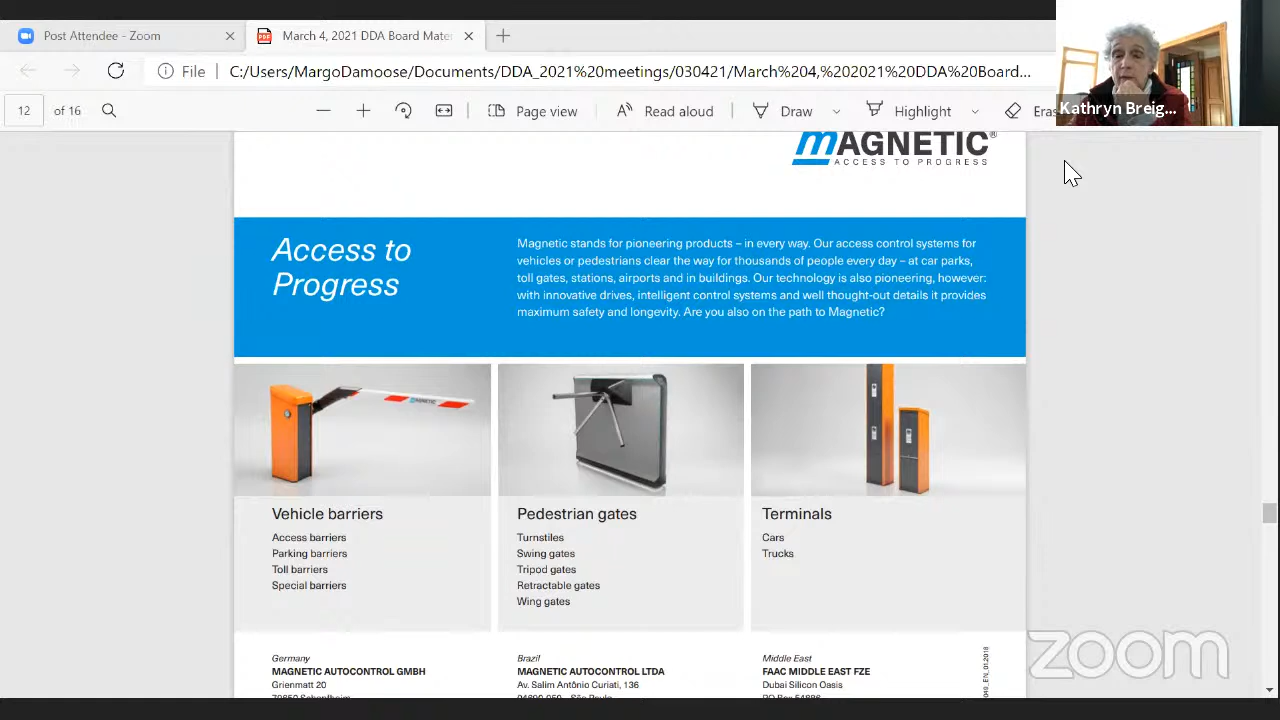 Post Attendee - Zoom
March 4, 2021 DDA Board Mate
File
C:/Users/MargoDamoose/Documents/DDA_2021%20meetings/030421/March%204,%202021%20DDA%20Board...
12 of 16
Page view
Read aloud
Draw
Highlight
Eras
Kathryn Breig...
MAGNETIC®
ACCESS TO PROGRESS
Access to
Progress
Magnetic stands for pioneering products – in every way. Our access control systems for
vehicles or pedestrians clear the way for thousands of people every day – at car parks,
toll gates, stations, airports and in buildings. Our technology is also pioneering, however:
with innovative drives, intelligent control systems and well thought-out details it provides
maximum safety and longevity. Are you also on the path to Magnetic?
MAGNETIC
Vehicle barriers
Access barriers
Parking barriers
Toll barriers
Special barriers
Pedestrian gates
Turnstiles
Swing gates
Tripod gates
Retractable gates
Wing gates
Terminals
Cars
Trucks
Germany
MAGNETIC AUTOCONTROL GMBH
Grienmatt 20
Brazil
MAGNETIC AUTOCONTROL LTDA
Av. Salim Antônio Curiati, 136
Middle East
FAAC MIDDLE EAST FZE
Dubai Silicon Oasis
zoom